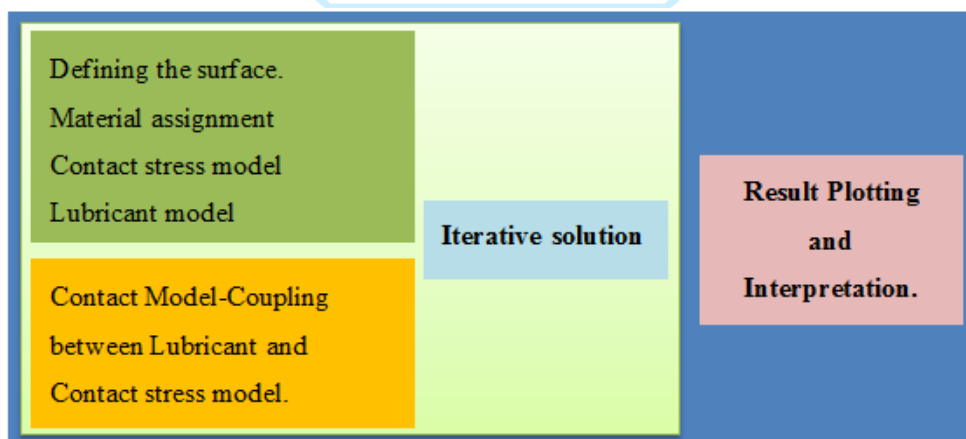 Defining the surface.
Material assignment
Contact stress model
Lubricant model
Contact Model-Coupling
between Lubricant and
Contact stress model.
Iterative solution
Result Plotting
and
Interpretation.